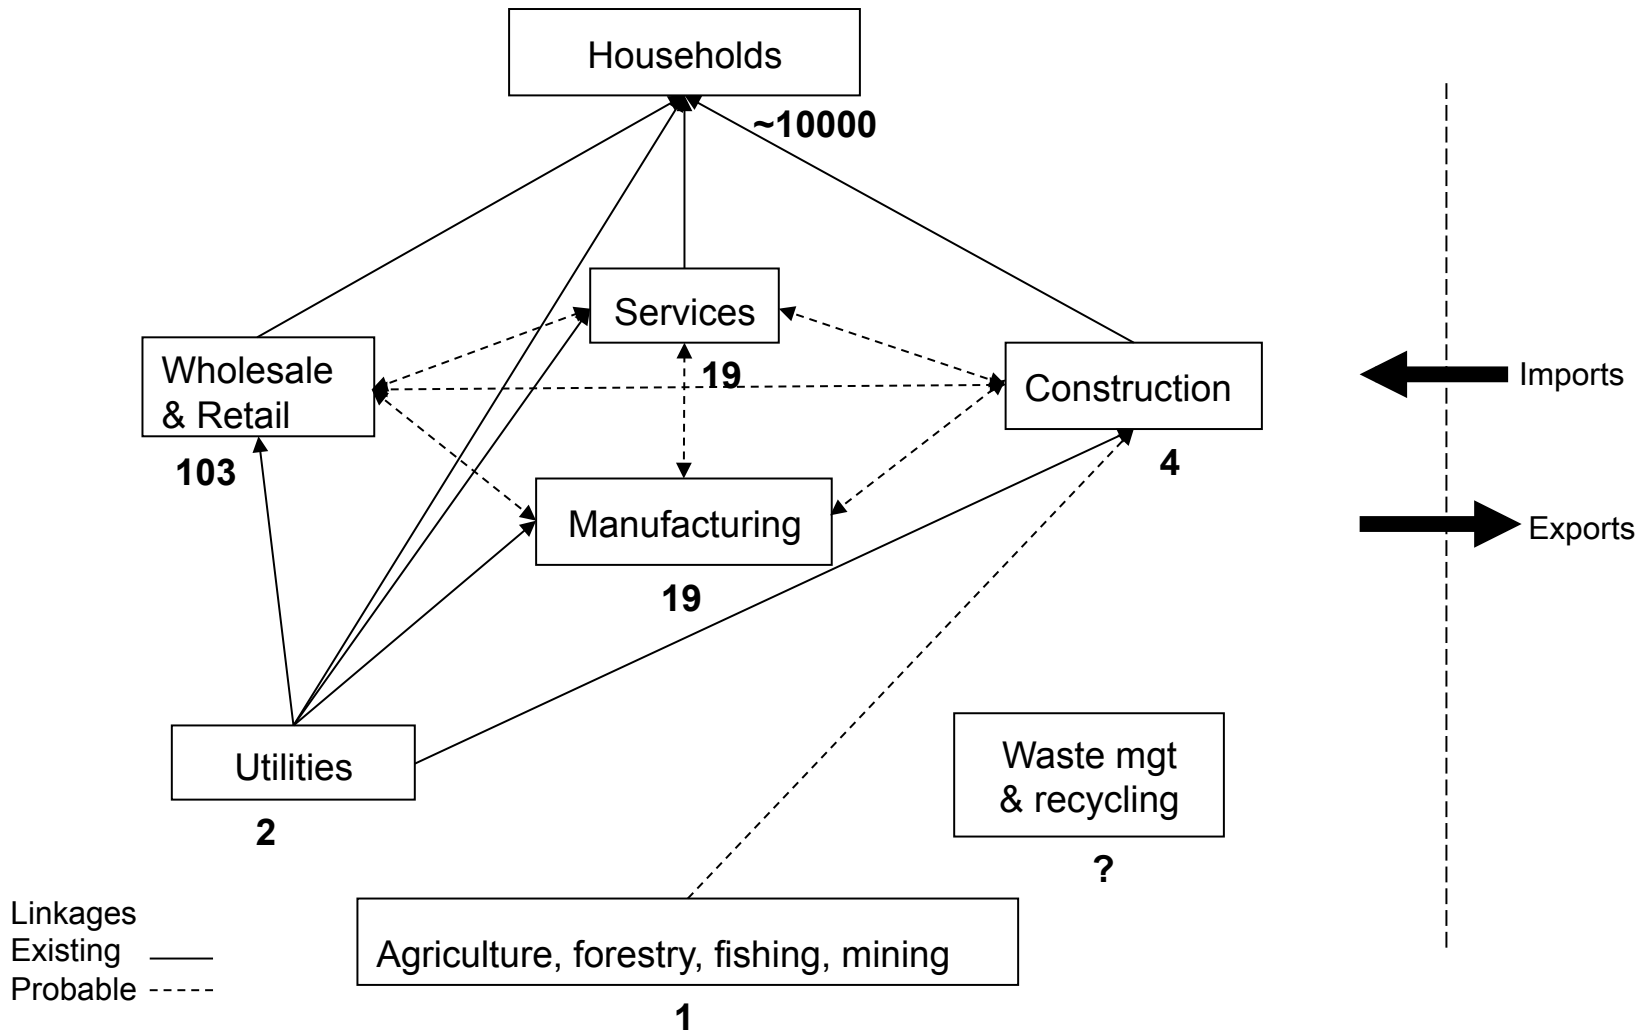 Households
~10000
Services
19
Wholesale
& Retail
103
Construction
4
Imports
Manufacturing
19
Exports
Utilities
2
Waste mgt
& recycling
?
Linkages
Existing
Probable
Agriculture, forestry, fishing, mining
1